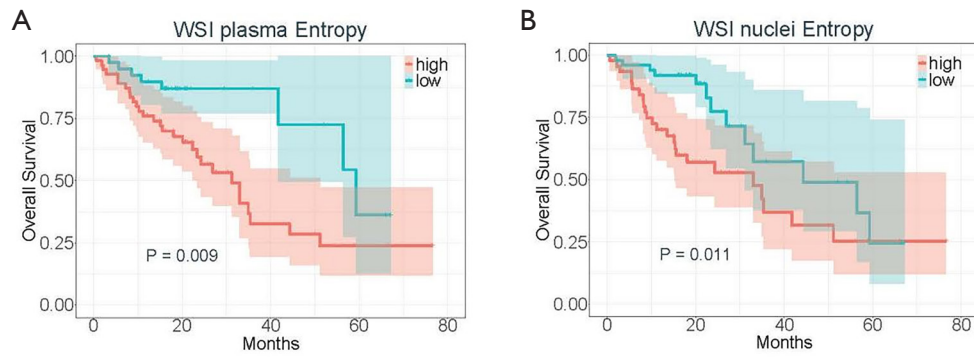 A
WSI plasma Entropy
1.00
0.75
0.50
0.25
0.00
Overall Survival
high
low
P = 0.009
0 20 40 60 80
Months
B
WSI nuclei Entropy
1.00
0.75
0.50
0.25
0.00
Overall Survival
high
low
P = 0.011
0 20 40 60 80
Months